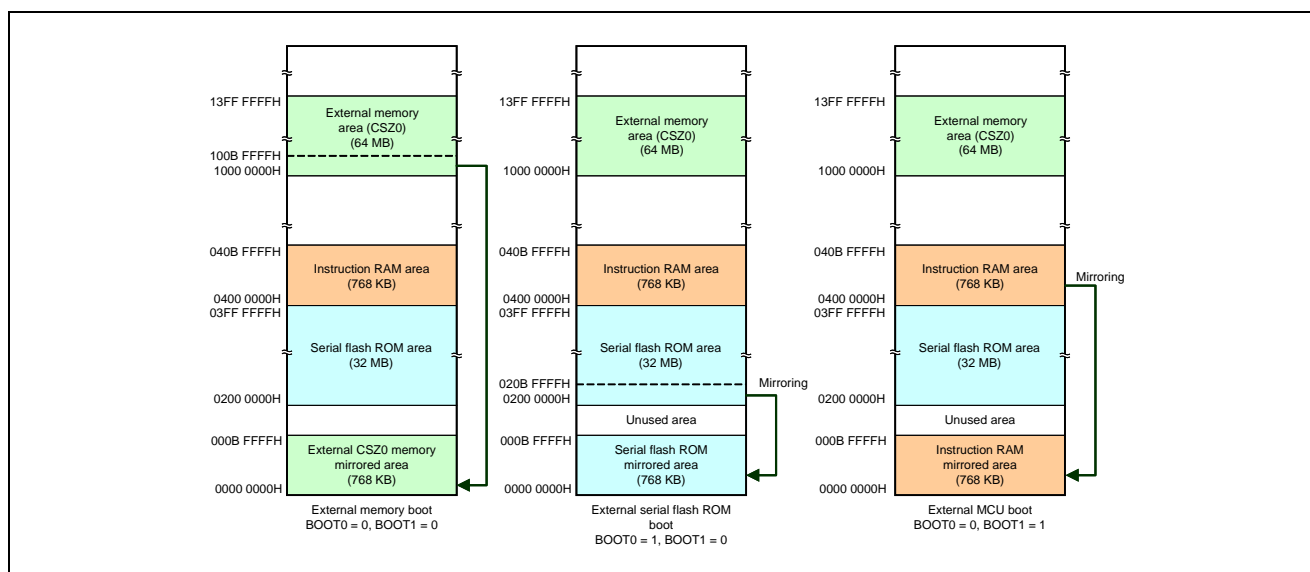 13FF FFFFH
External memory
area (CSZ0)
(64 MB)
100B FFFFH
1000 0000H
040B FFFFH
Instruction RAM area
(768 KB)
0400 0000H
03FF FFFFH
Serial flash ROM area
(32 MB)
0200 0000H
000B FFFFH
External CSZ0 memory
mirrored area
(768 KB)
0000 0000H
External memory boot
BOOT0 = 0, BOOT1 = 0
13FF FFFFH
External memory
area (CSZ0)
(64 MB)
1000 0000H
040B FFFFH
Instruction RAM area
(768 KB)
0400 0000H
03FF FFFFH
Serial flash ROM area
(32 MB)
020B FFFFH
Mirroring
0200 0000H
Unused area
000B FFFFH
Serial flash ROM
mirrored area
(768 KB)
0000 0000H
External serial flash ROM
boot
BOOT0 = 1, BOOT1 = 0
13FF FFFFH
External memory
area (CSZ0)
(64 MB)
1000 0000H
040B FFFFH
Instruction RAM area
(768 KB)
Mirroring
0400 0000H
03FF FFFFH
Serial flash ROM area
(32 MB)
0200 0000H
Unused area
000B FFFFH
Instruction RAM
mirrored area
(768 KB)
0000 0000H
External MCU boot
BOOT0 = 0, BOOT1 = 1